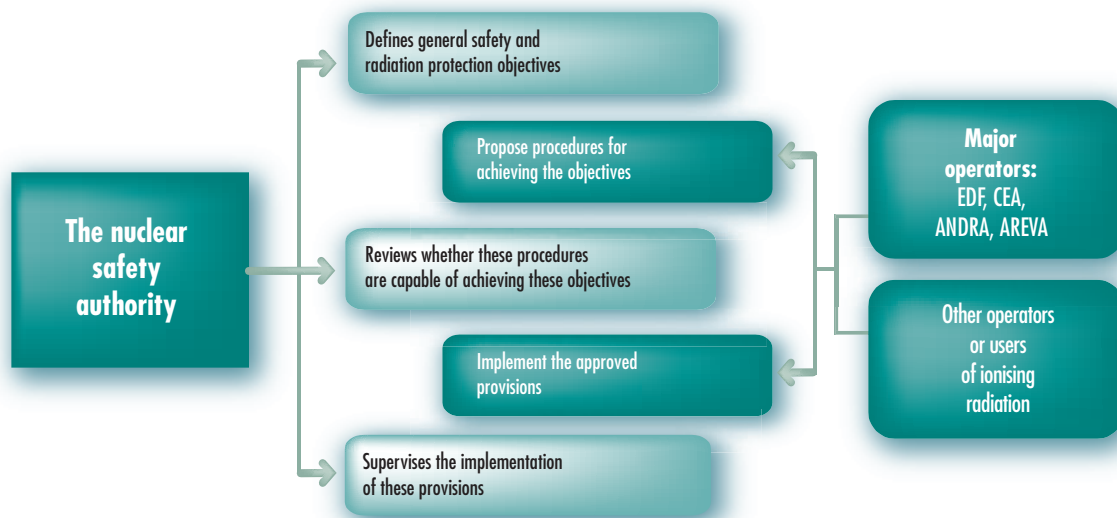 The nuclear
safety
authority
Defines general safety and
radiation protection objectives
Propose procedures for
achieving the objectives
Reviews whether these procedures
are capable of achieving these objectives
Implement the approved
provisions
Supervises the implementation
of these provisions
Major
operators:
EDF, CEA,
ANDRA, AREVA
Other operators
or users
of ionising
radiation